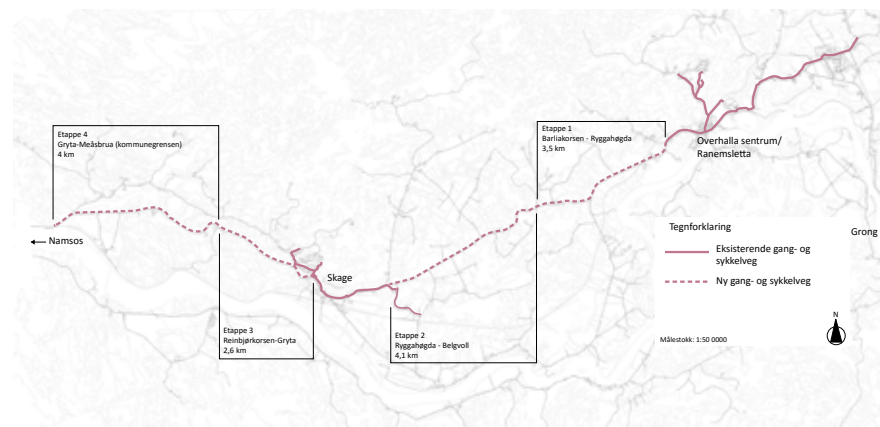 Etappe 4
Gryta-Meåsbrua (kommunegrensen)
4 km
Etappe 1
Barliakorsen - Ryggahøgda
3,5 km
Overhalla sentrum/
Ranemsletta
Namsos
Tegnforklaring
Grong
Eksisterende gang- og
sykkelveg
Ny gang- og sykkelveg
Skage
Etappe 3
Reinbjørkorsen-Gryta
2,6 km
Etappe 2
Ryggahøgda - Belgvoll
4,1 km
N
Målestokk: 1:50 0000